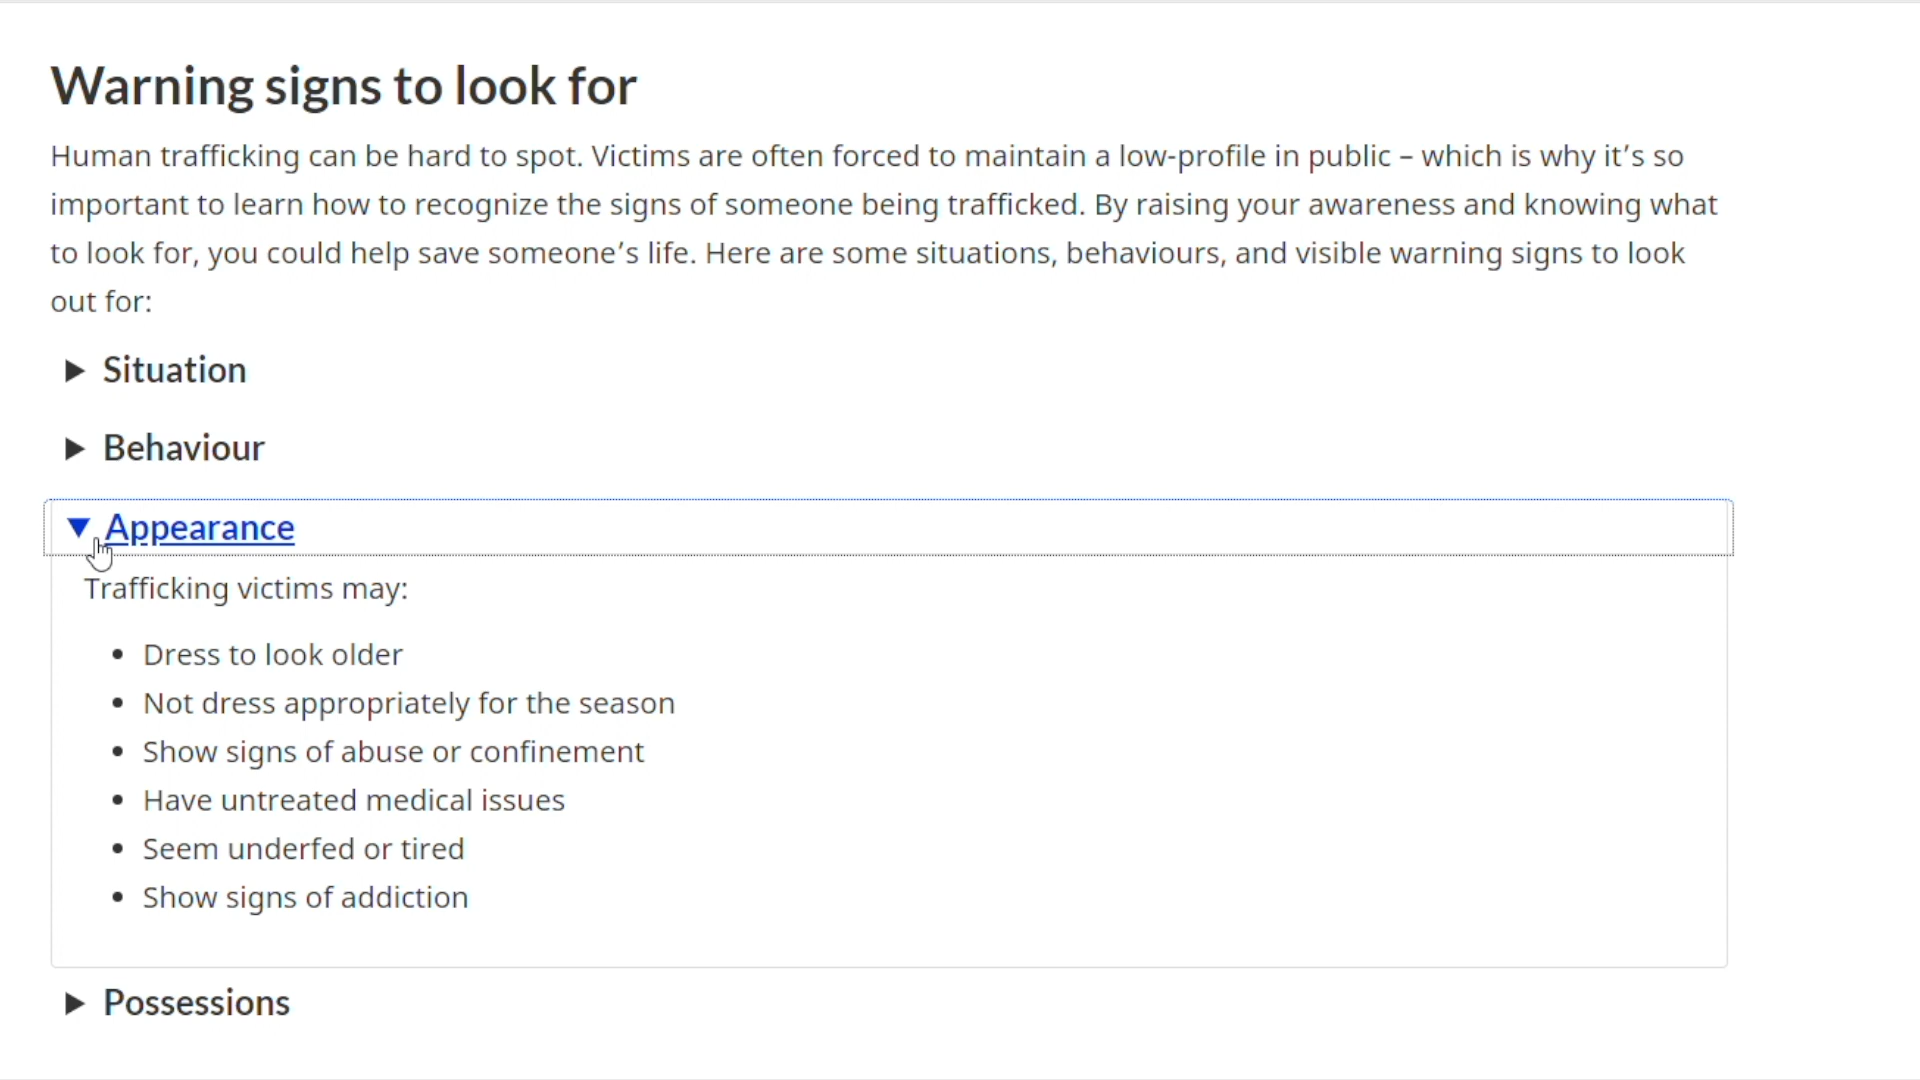 Warning signs to look for
Human trafficking can be hard to spot. Victims are often forced to maintain a low-profile in public – which is why it’s so
important to learn how to recognize the signs of someone being trafficked. By raising your awareness and knowing what
to look for, you could help save someone’s life. Here are some situations, behaviours, and visible warning signs to look
out for:
Situation
Behaviour
Appearance
Trafficking victims may:
Dress to look older
Not dress appropriately for the season
Show signs of abuse or confinement
Have untreated medical issues
Seem underfed or tired
Show signs of addiction
Possessions